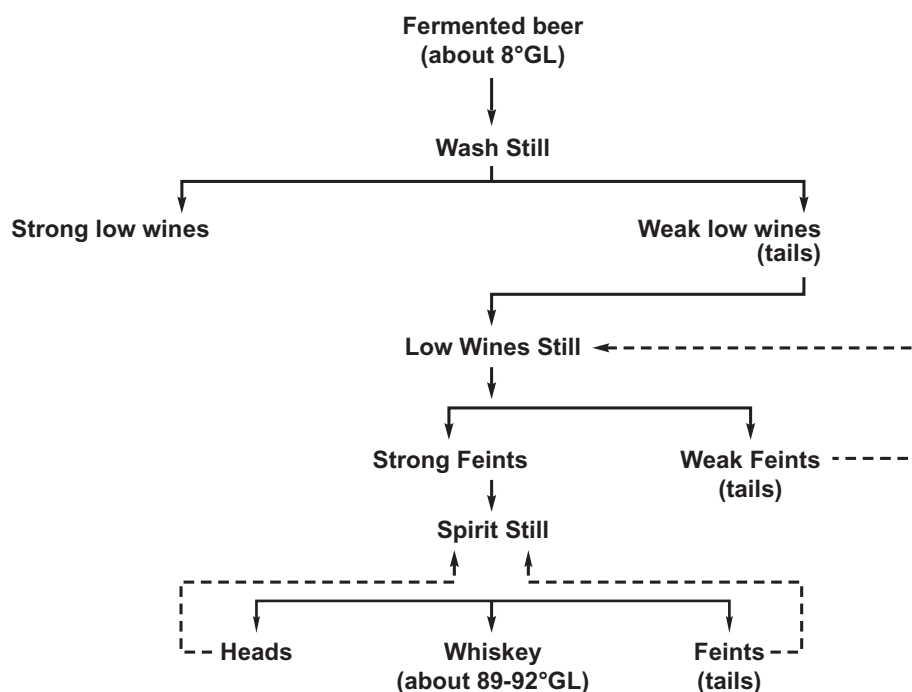 Fermented beer
(about 8°GL)
Wash Still
Strong low wines
Weak low wines
(tails)
Low Wines Still
Strong Feints
Weak Feints
(tails)
Spirit Still
Heads
Whiskey
(about 89-92°GL)
Feints
(tails)